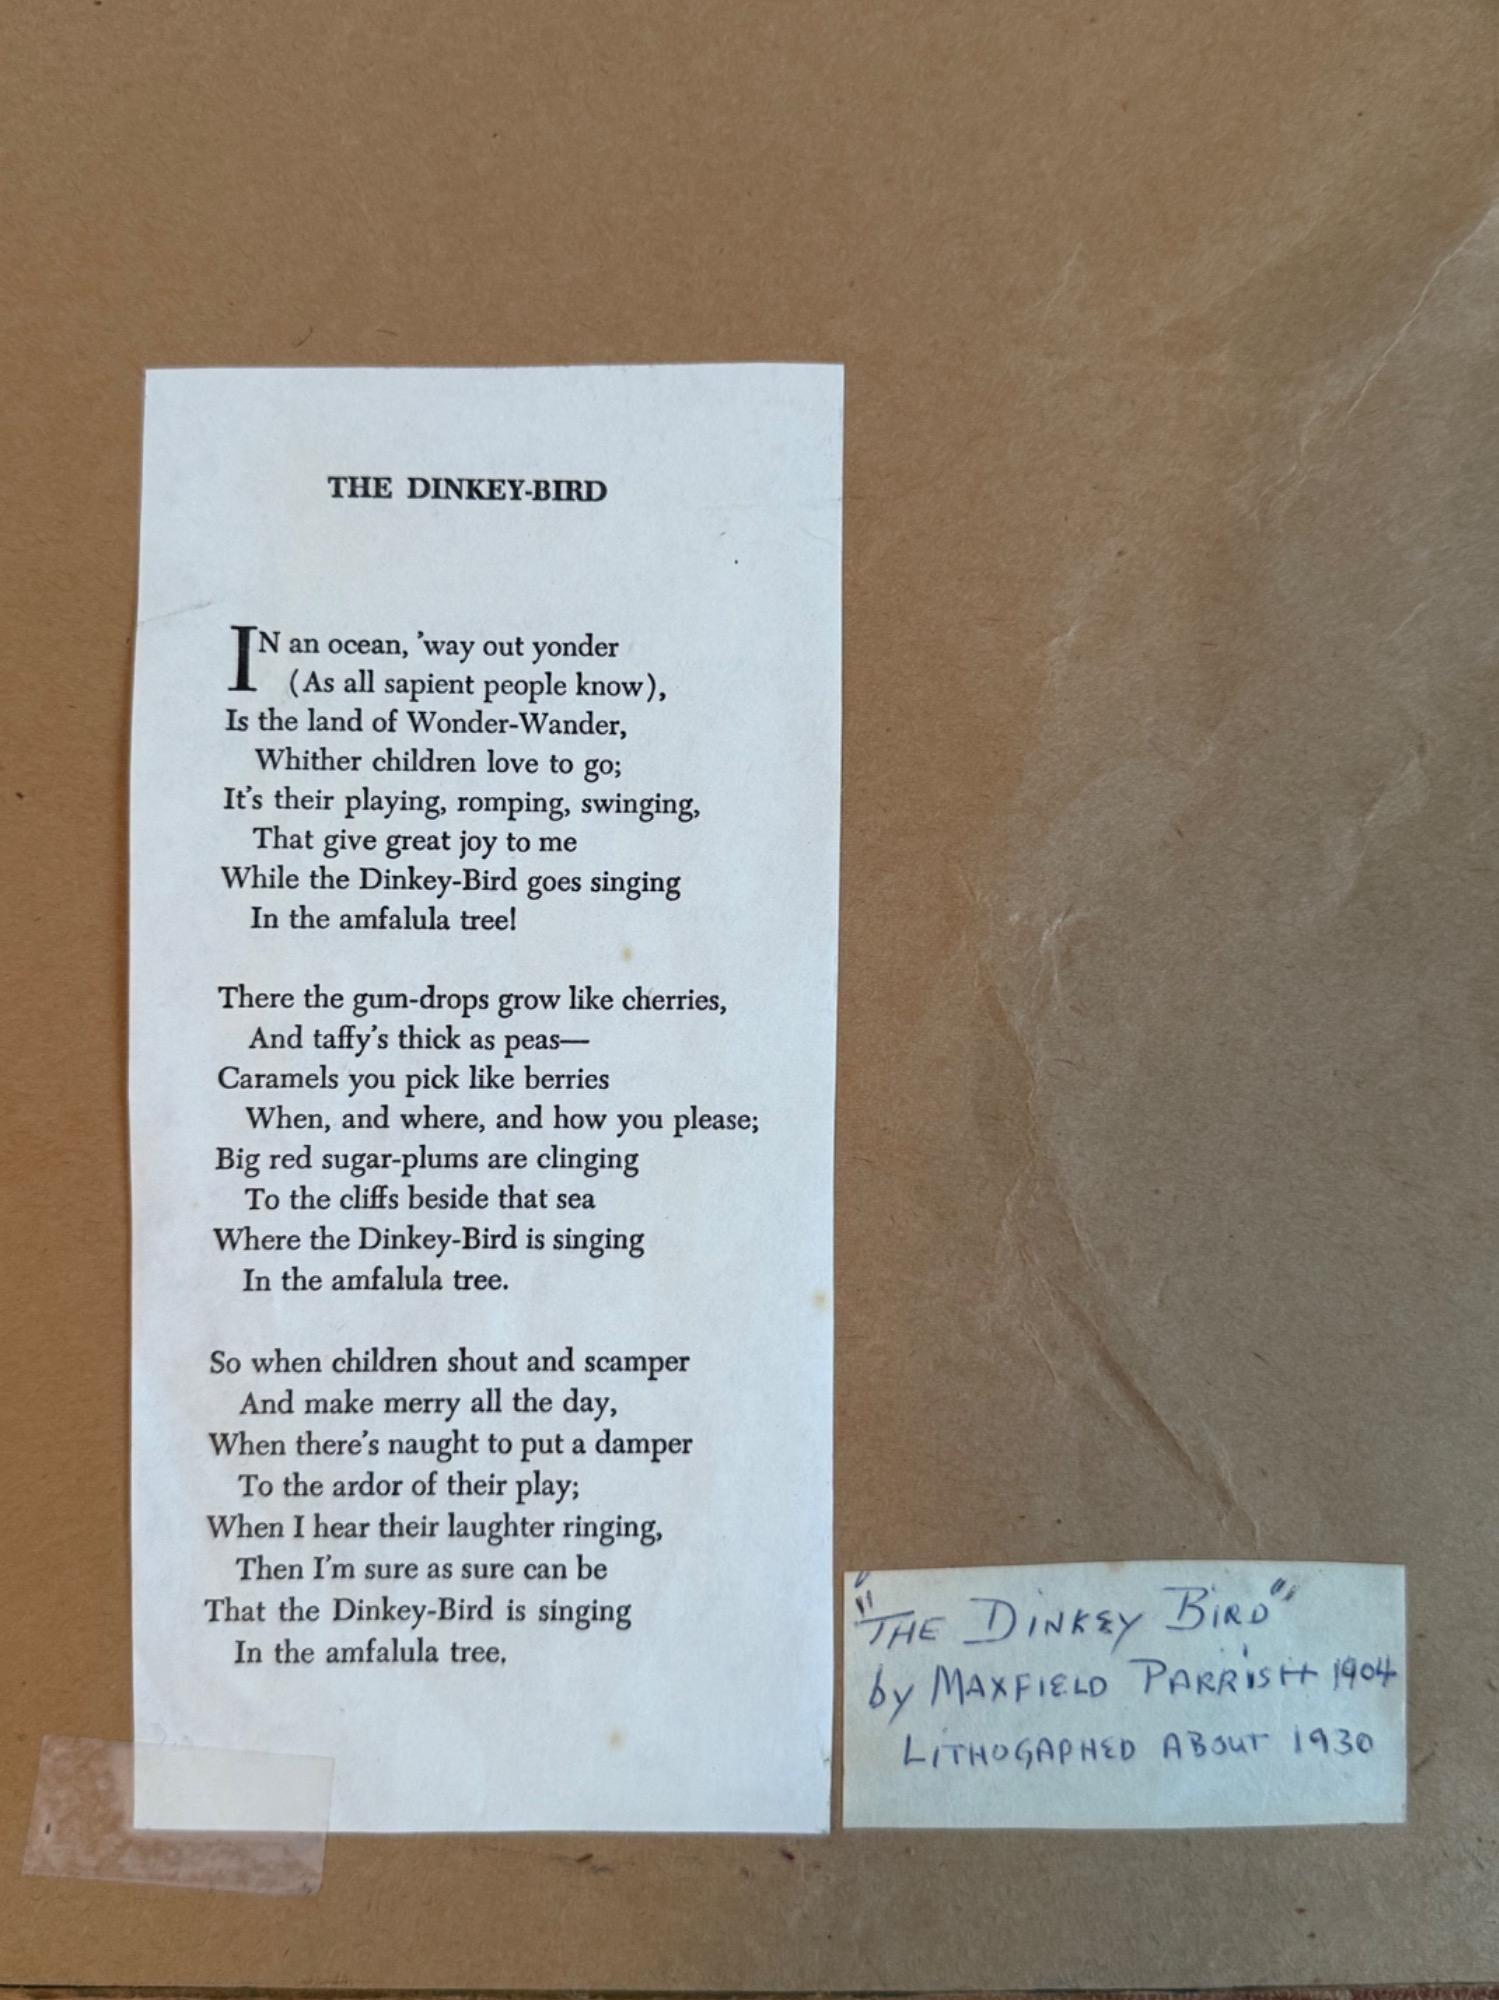 THE DINKEY-BIRD
IN an ocean, 'way out yonder
(As all sapient people know),
Is the land of Wonder-Wander,
Whither children love to go;
It's their playing, romping, swinging,
That give great joy to me
While the Dinkey-Bird goes singing
In the amfalula tree!
There the gum-drops grow like cherries,
And taffy's thick as peas—
Caramels you pick like berries
When, and where, and how you please;
Big red sugar-plums are clinging
To the cliffs beside that sea
Where the Dinkey-Bird is singing
In the amfalula tree.
So when children shout and scamper
And make merry all the day,
When there's naught to put a damper
To the ardor of their play;
When I hear their laughter ringing,
Then I'm sure as sure can be
That the Dinkey-Bird is singing
In the amfalula tree.
"THE DINKEY BIRD"
by MAXFIELD PARRISH 1904
LITHOGAPHED ABOUT 1930